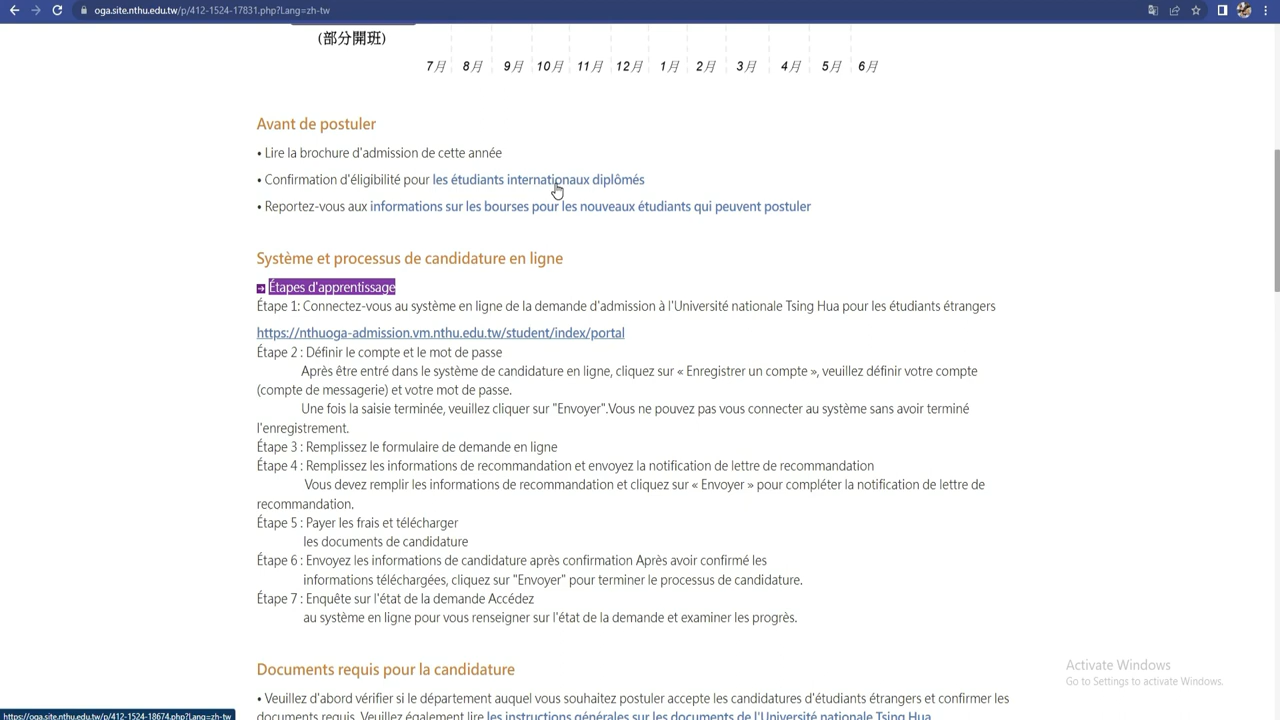 oga.site.nthu.edu.tw/p/412-1524-17831.php?Lang=zh-tw
(部分開班)
7月 8月 9月 10月 11月 12月 1月 2月 3月 4月 5月 6月
Avant de postuler
• Lire la brochure d'admission de cette année
• Confirmation d'éligibilité pour les étudiants internationaux diplômés
• Reportez-vous aux informations sur les bourses pour les nouveaux étudiants qui peuvent postuler
Système et processus de candidature en ligne
Étapes d'apprentissage
Étape 1: Connectez-vous au système en ligne de la demande d'admission à l'Université nationale Tsing Hua pour les étudiants étrangers
https://nthuoga-admission.vm.nthu.edu.tw/student/index/portal
Étape 2 : Définir le compte et le mot de passe
Après être entré dans le système de candidature en ligne, cliquez sur « Enregistrer un compte », veuillez définir votre compte
(compte de messagerie) et votre mot de passe.
Une fois la saisie terminée, veuillez cliquer sur "Envoyer".Vous ne pouvez pas vous connecter au système sans avoir terminé
l'enregistrement.
Étape 3 : Remplissez le formulaire de demande en ligne
Étape 4 : Remplissez les informations de recommandation et envoyez la notification de lettre de recommandation
Vous devez remplir les informations de recommandation et cliquez sur « Envoyer » pour compléter la notification de lettre de
recommandation.
Étape 5 : Payer les frais et télécharger
les documents de candidature
Étape 6 : Envoyez les informations de candidature après confirmation Après avoir confirmé les
informations téléchargées, cliquez sur "Envoyer" pour terminer le processus de candidature.
Étape 7 : Enquête sur l'état de la demande Accédez
au système en ligne pour vous renseigner sur l'état de la demande et examiner les progrès.
Documents requis pour la candidature
• Veuillez d'abord vérifier si le département auquel vous souhaitez postuler accepte les candidatures d'étudiants étrangers et confirmer les
documents requis. Veuillez également lire les instructions générales sur les documents de l'Université nationale Tsing Hua
Activate Windows
Go to Settings to activate Windows.
https://oga.site.nthu.edu.tw/p/412-1524-18674.php?Lang=zh-tw